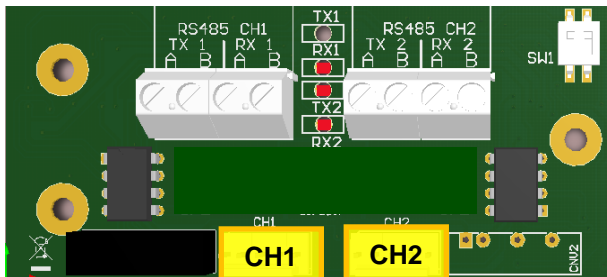 TX1
RS485 CH1
RS485 CH2
TX 1
RX 1
RX1
TX 2
RX 2
A B A B
A B A B
SW1
TX2
RX2
CH1
CH2
CH1
CH2
CNU2